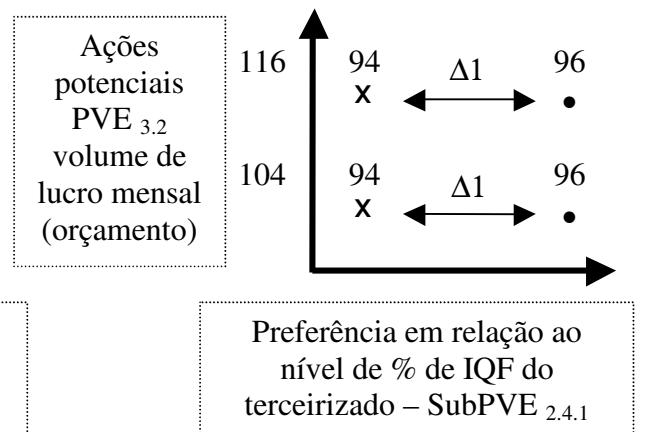 Ações
potenciais
PVE 3.2
volume de
lucro mensal
(orçamento)
116 94 Δ1 96
x
104 94 Δ1 96
x
Preferência em relação ao
nível de % de IQF do
terceirizado – SubPVE 2.4.1